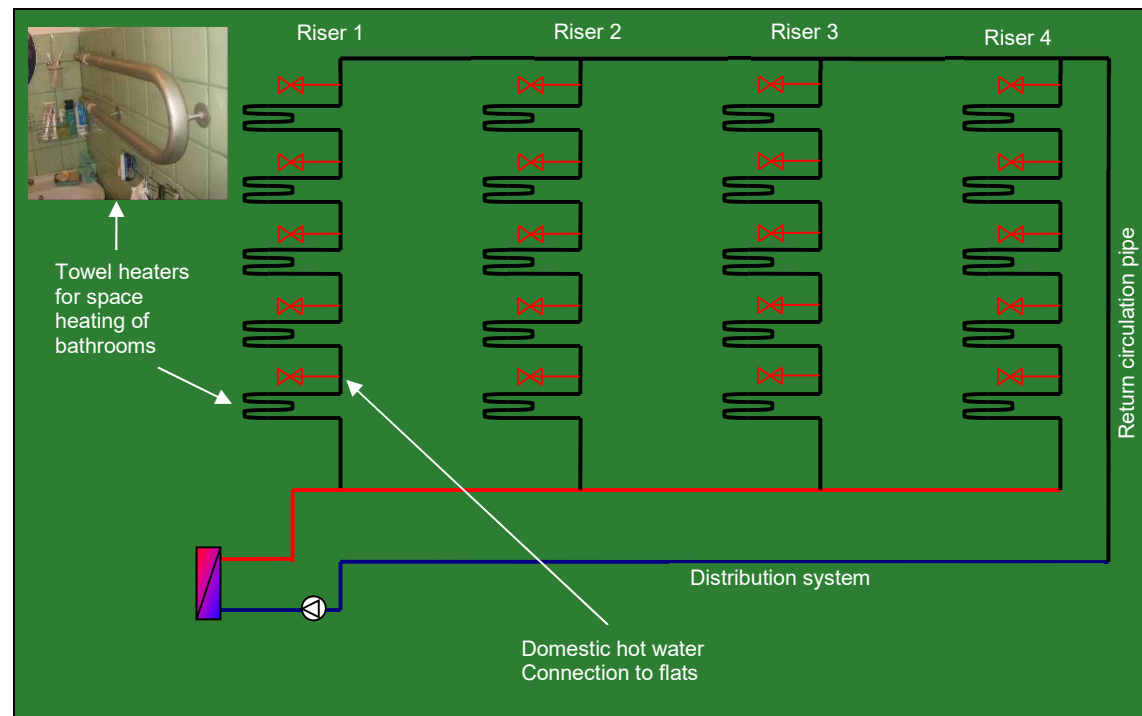 Riser 1
Riser 2
Riser 3
Riser 4
Towel heaters
for space
heating of
bathrooms
Return circulation pipe
Distribution system
Domestic hot water
Connection to flats